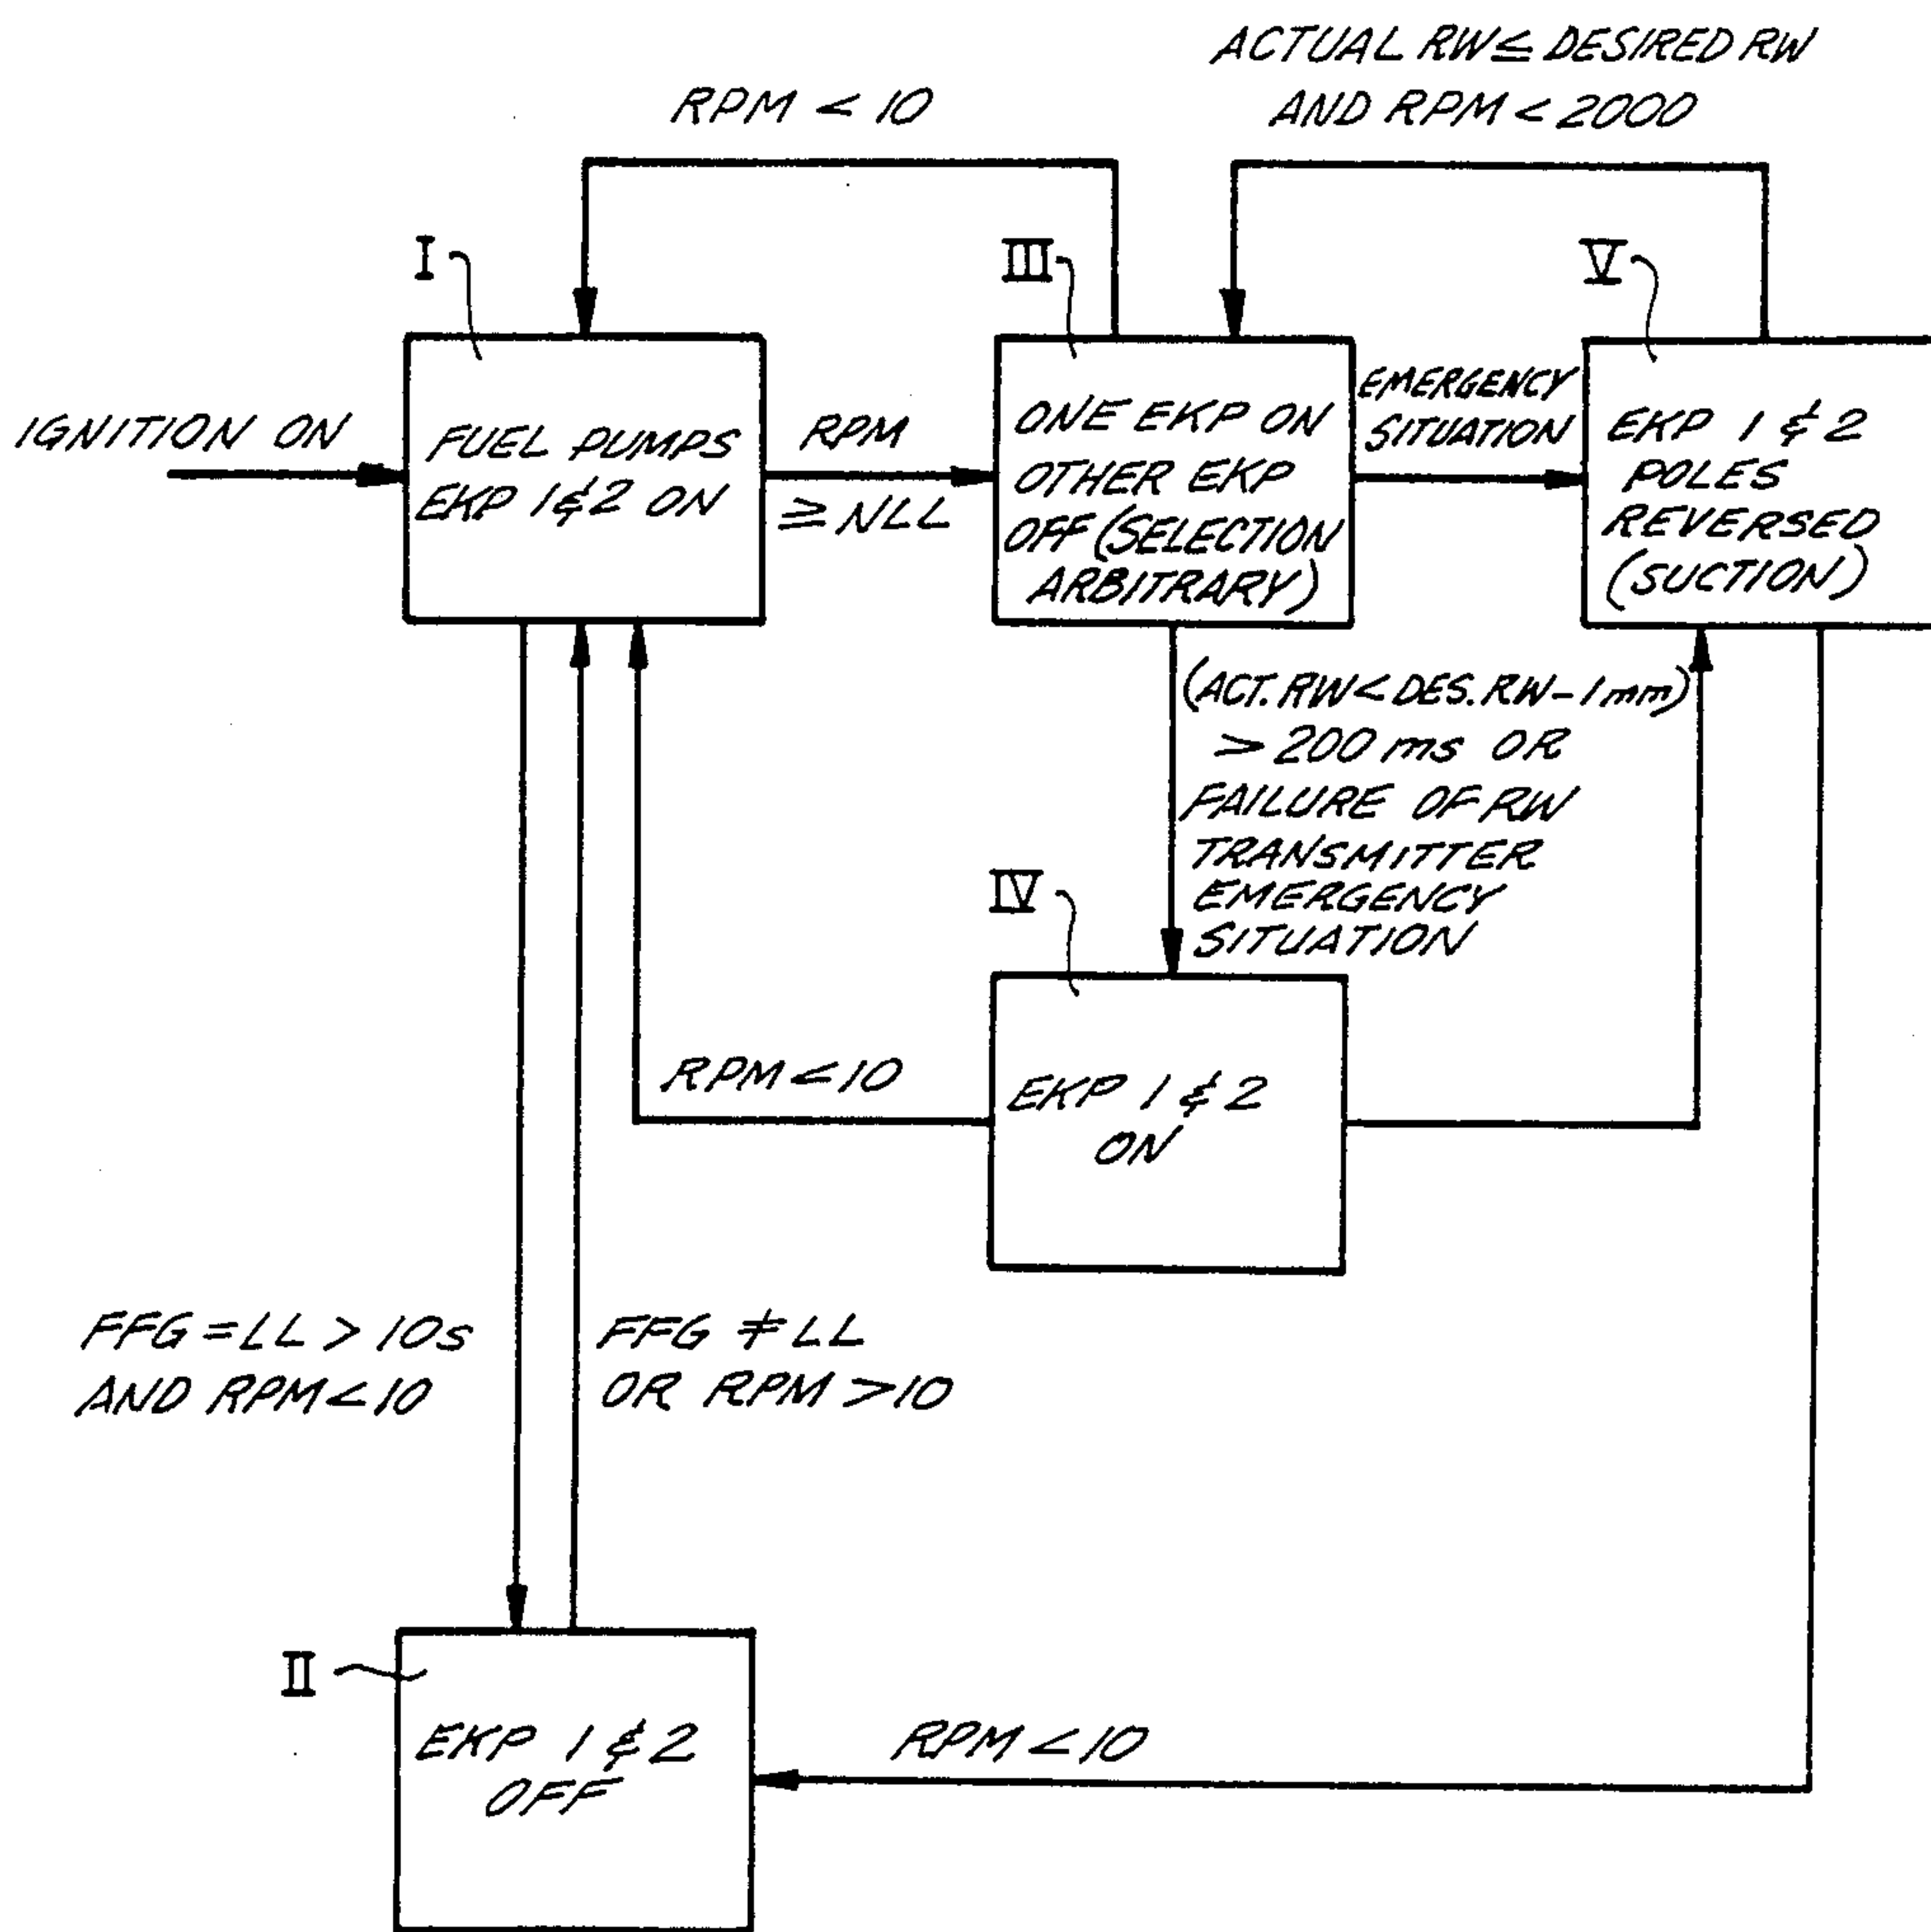 ACTUAL RW ≤ DESIRED RW
AND RPM < 2000
RPM < 10
I
III
V
IGNITION ON
FUEL PUMPS
EKP 1 & 2 ON
RPM
≥ NLL
ONE EKP ON
OTHER EKP
OFF (SELECTION
ARBITRARY)
EMERGENCY
SITUATION
EKP 1 & 2
POLES
REVERSED
(SUCTION)
(ACT. RW < DES. RW - 1mm)
> 200 ms OR
FAILURE OF RW
TRANSMITTER
EMERGENCY
SITUATION
IV
RPM < 10
EKP 1 & 2
ON
FFG = LL > 10s
AND RPM < 10
FFG ≠ LL
OR RPM > 10
II
EKP 1 & 2
OFF
RPM < 10